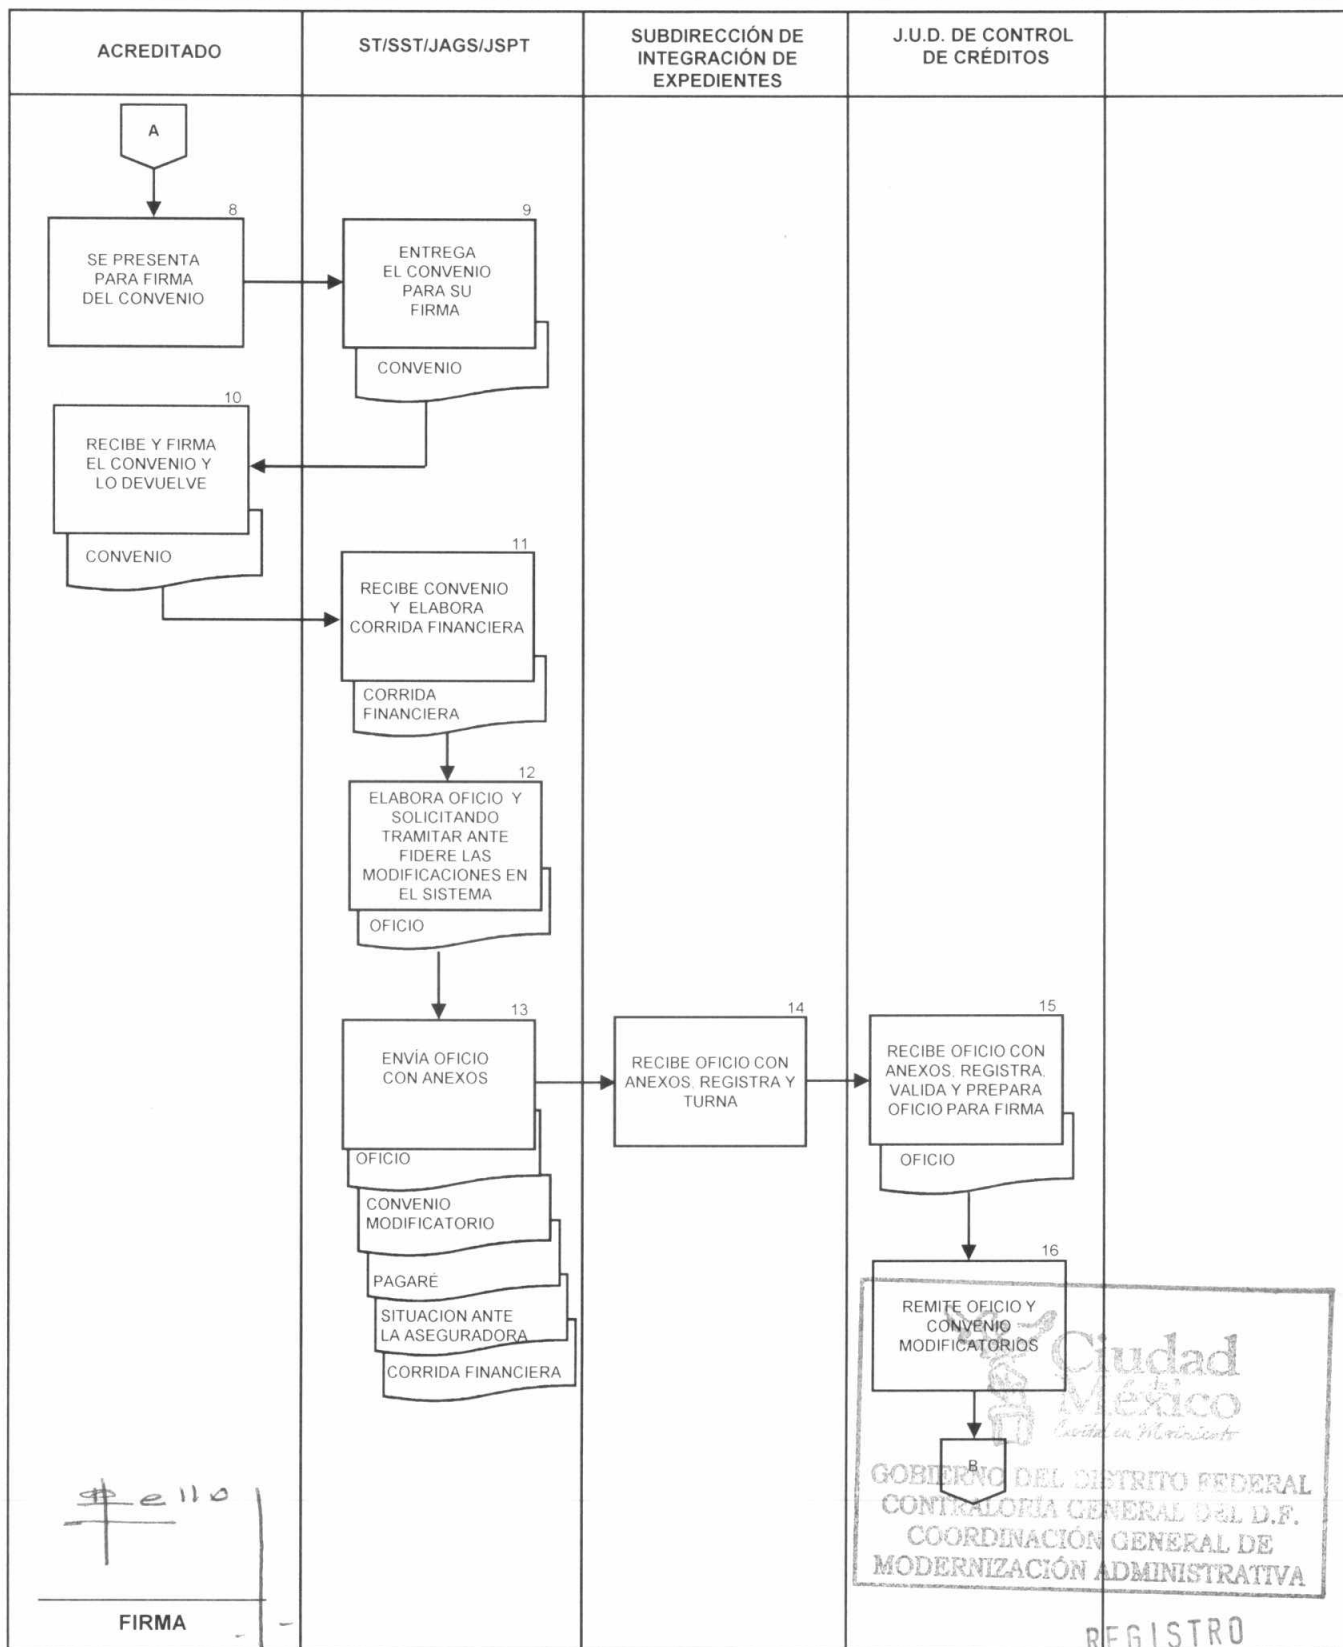 ACREDITADO
ST/SST/JAGS/JSPT
SUBDIRECCIÓN DE
INTEGRACIÓN DE
EXPEDIENTES
J.U.D. DE CONTROL
DE CRÉDITOS
A
8
SE PRESENTA
PARA FIRMA
DEL CONVENIO
9
ENTREGA
EL CONVENIO
PARA SU
FIRMA
CONVENIO
10
RECIBE Y FIRMA
EL CONVENIO Y
LO DEVUELVE
CONVENIO
11
RECIBE CONVENIO
Y ELABORA
CORRIDA FINANCIERA
CORRIDA
FINANCIERA
12
ELABORA OFICIO Y
SOLICITANDO
TRAMITAR ANTE
FIDERE LAS
MODIFICACIONES EN
EL SISTEMA
OFICIO
13
ENVÍA OFICIO
CON ANEXOS
OFICIO
CONVENIO
MODIFICATORIO
PAGARÉ
SITUACION ANTE
LA ASEGURADORA
CORRIDA FINANCIERA
14
RECIBE OFICIO CON
ANEXOS, REGISTRA Y
TURNA
15
RECIBE OFICIO CON
ANEXOS, REGISTRA,
VALIDA Y PREPARA
OFICIO PARA FIRMA
OFICIO
16
REMITE OFICIO Y
CONVENIO
MODIFICATORIOS
B
Ciudad
de
México
GOBIERNO DEL DISTRITO FEDERAL
CONTRALORÍA GENERAL DEL D.F.
COORDINACIÓN GENERAL DE
MODERNIZACIÓN ADMINISTRATIVA
REGISTRO
FIRMA